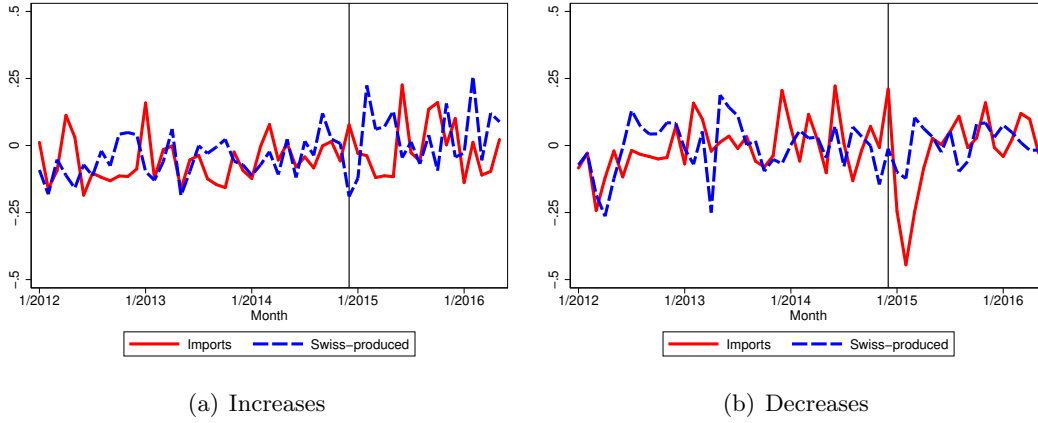 .5
.25
0
-.25
-.5
1/2012 1/2013 1/2014 1/2015 1/2016
Month
Imports Swiss-produced
(a) Increases
.5
.25
0
-.25
-.5
1/2012 1/2013 1/2014 1/2015 1/2016
Month
Imports Swiss-produced
(b) Decreases